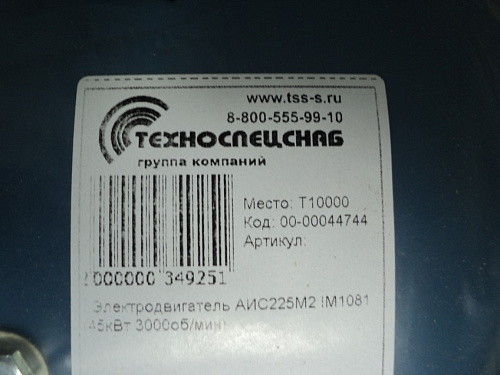 www.tss-s.ru
8-800-555-99-10
ТЕХНОСПЕЦСНАБ
группа компаний
Место: Т10000
Код: 00-00044744
Артикул:
2000000 349251
Электродвигатель АИС225М2 IM1081
45кВт 3000об/мин